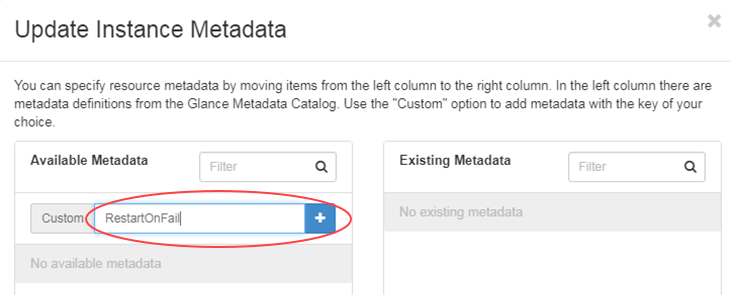 Update Instance Metadata
×
You can specify resource metadata by moving items from the left column to the right column. In the left column there are
metadata definitions from the Glance Metadata Catalog. Use the "Custom" option to add metadata with the key of your
choice.
Available Metadata
Filter
Existing Metadata
Filter
Custom
RestartOnFail
+
No existing metadata
No available metadata